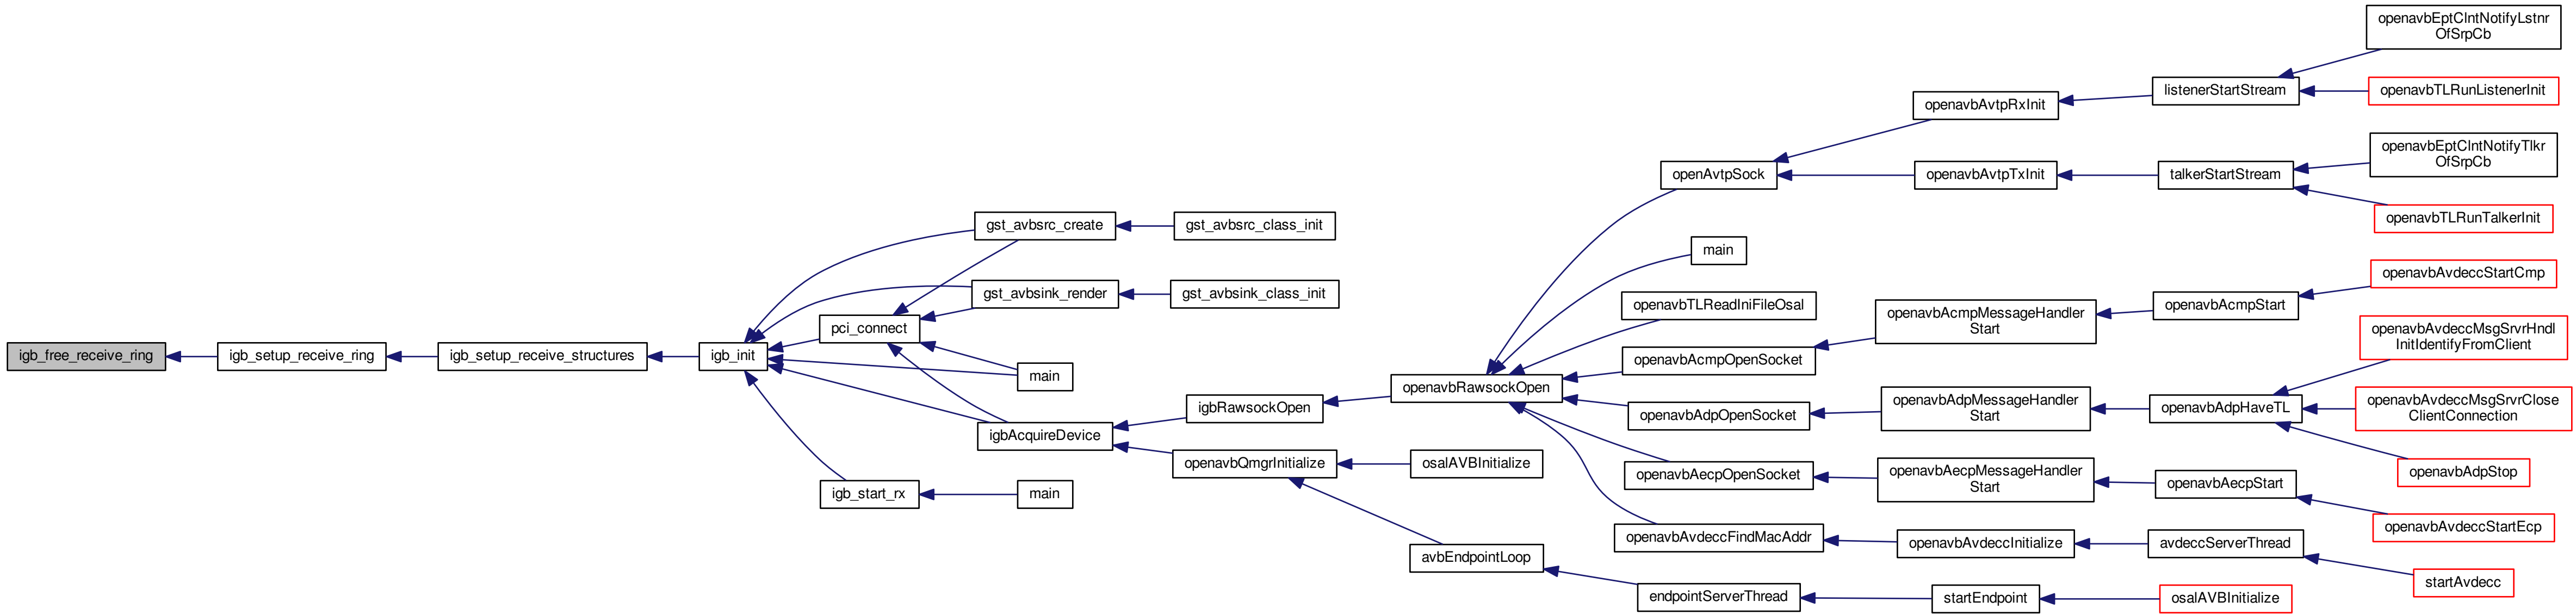 igb_free_receive_ring
igb_setup_receive_ring
igb_setup_receive_structures
igb_init
gst_avbsrc_create
gst_avbsrc_class_init
gst_avbsink_render
gst_avbsink_class_init
pci_connect
main
igbAcquireDevice
igb_start_rx
main
igbRawsockOpen
openavbQmgrInitialize
osalAVBInitialize
avbEndpointLoop
openavbRawsockOpen
openAvtpSock
main
openavbTLReadIniFileOsal
openavbAcmpOpenSocket
openavbAdpOpenSocket
openavbAecpOpenSocket
openavbAvdeccFindMacAddr
endpointServerThread
openavbAvtpRxInit
openavbAvtpTxInit
openavbAcmpMessageHandler
Start
openavbAdpMessageHandler
Start
openavbAecpMessageHandler
Start
openavbAvdeccInitialize
startEndpoint
listenerStartStream
talkerStartStream
openavbAcmpStart
openavbAdpHaveTL
openavbAecpStart
avdeccServerThread
osalAVBInitialize
openavbEptClntNotifyLstnr
OfSrpCb
openavbTLRunListenerInit
openavbEptClntNotifyTlkr
OfSrpCb
openavbTLRunTalkerInit
openavbAvdeccStartCmp
openavbAvdeccMsgSrvrHndl
InitIdentifyFromClient
openavbAvdeccMsgSrvrClose
ClientConnection
openavbAdpStop
openavbAvdeccStartEcp
startAvdecc